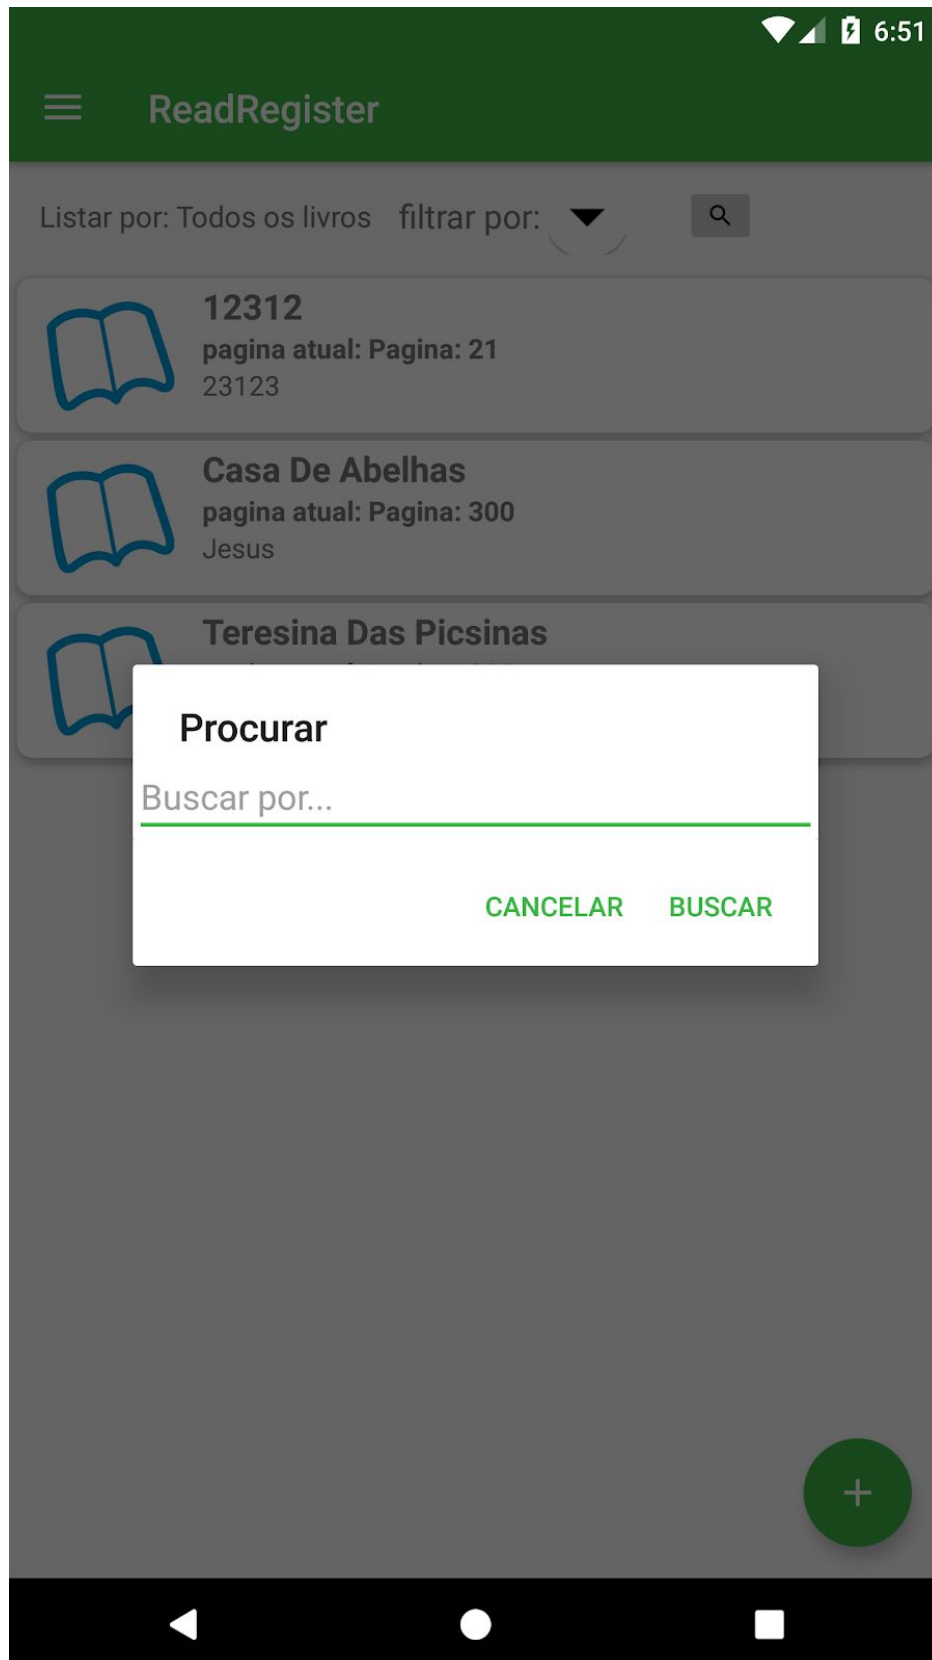 6:51
ReadRegister
Listar por: Todos os livros filtrar por:
12312
pagina atual: Pagina: 21
23123
Casa De Abelhas
pagina atual: Pagina: 300
Jesus
Teresina Das Picsinas
Procurar
Buscar por...
CANCELAR BUSCAR